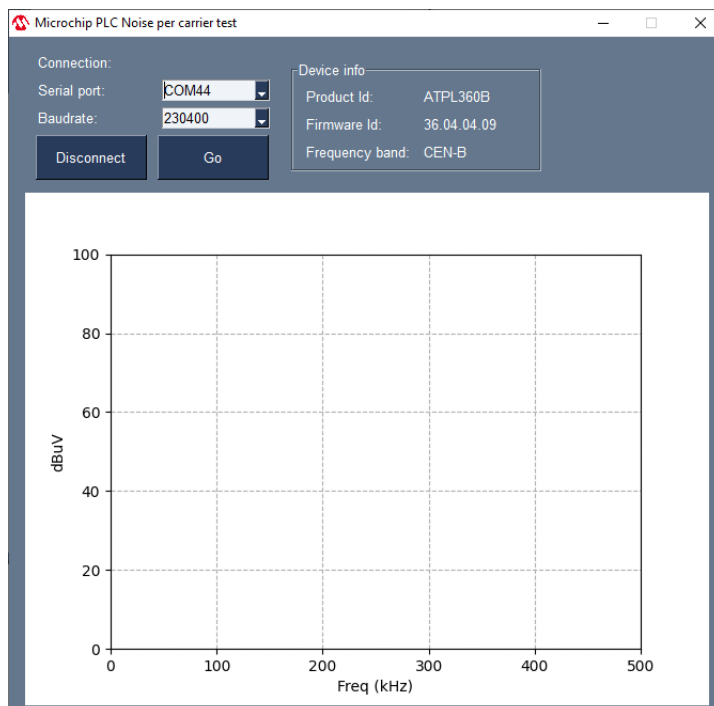 Microchip PLC Noise per carrier test
Connection:
Serial port: COM44
Baudrate: 230400
Disconnect Go
Device info
Product Id: ATPL360B
Firmware Id: 36.04.04.09
Frequency band: CEN-B
100
80
60
40
20
0
dBuV
0 100 200 300 400 500
Freq (kHz)